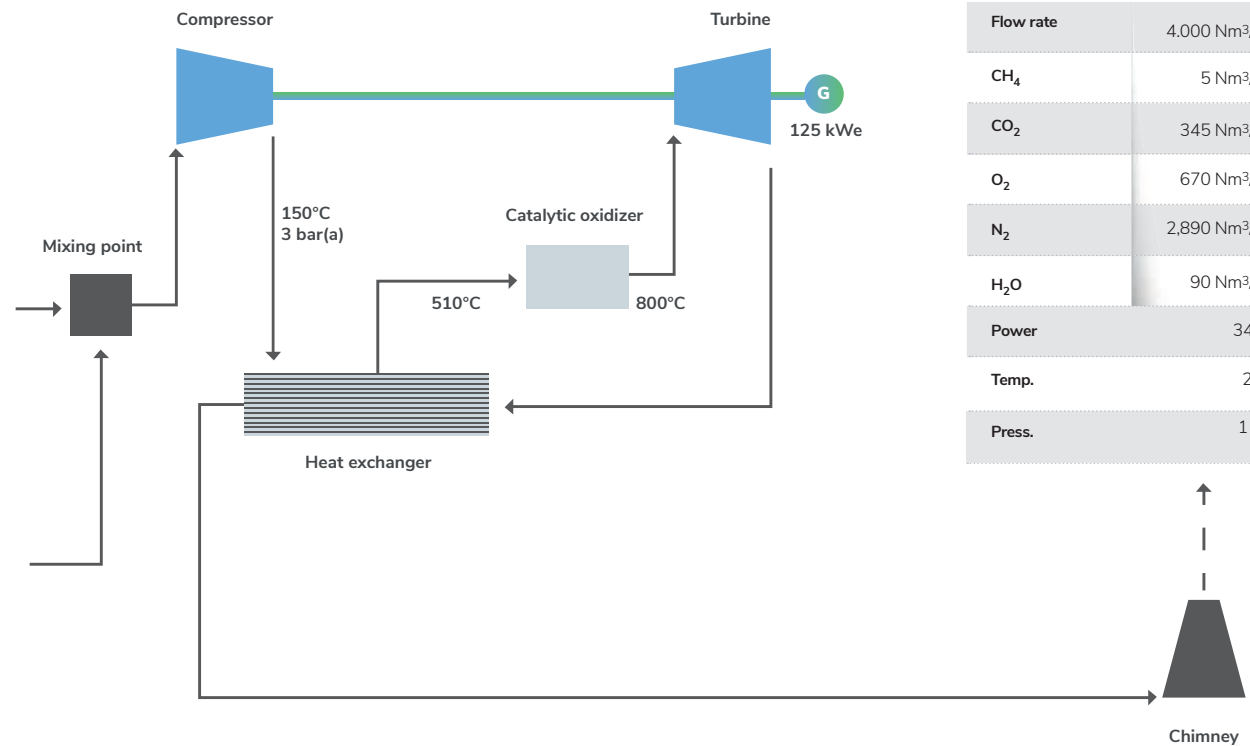 Compressor
Turbine
G
125 kWe
150°C
3 bar(a)
Catalytic oxidizer
Mixing point
510°C
800°C
Heat exchanger
Chimney
Flow rate 4.000 Nm³/
CH₄ 5 Nm³/
CO₂ 345 Nm³/
O₂ 670 Nm³/
N₂ 2,890 Nm³/
H₂O 90 Nm³/
Power 34
Temp. 2
Press. 1